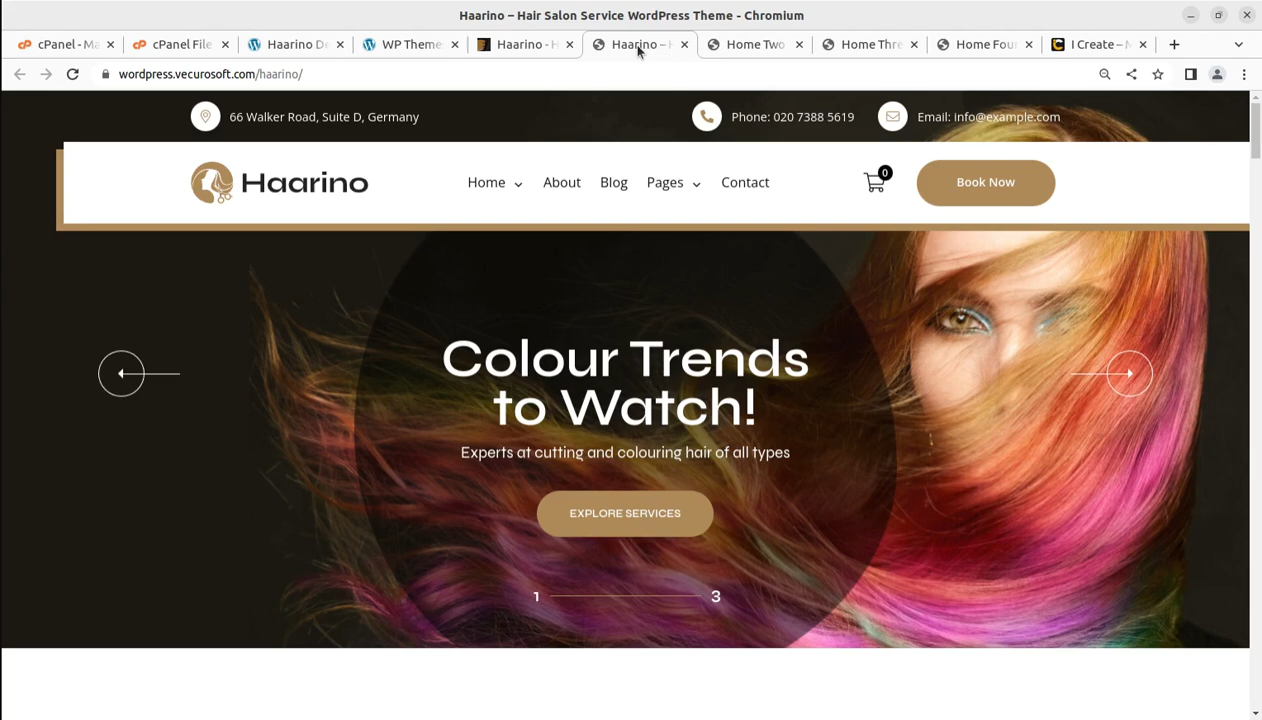 Haarino – Hair Salon Service WordPress Theme - Chromium
cPanel - Ma
cPanel File
Haarino De
WP Theme
Haarino - H
Haarino – H
Home Two
Home Thre
Home Four
I Create – M
wordpress.vecurosoft.com/haarino/
66 Walker Road, Suite D, Germany
Phone: 020 7388 5619
Email: info@example.com
Haarino
Home
About
Blog
Pages
Contact
0
Book Now
Colour Trends
to Watch!
Experts at cutting and colouring hair of all types
EXPLORE SERVICES
1
3